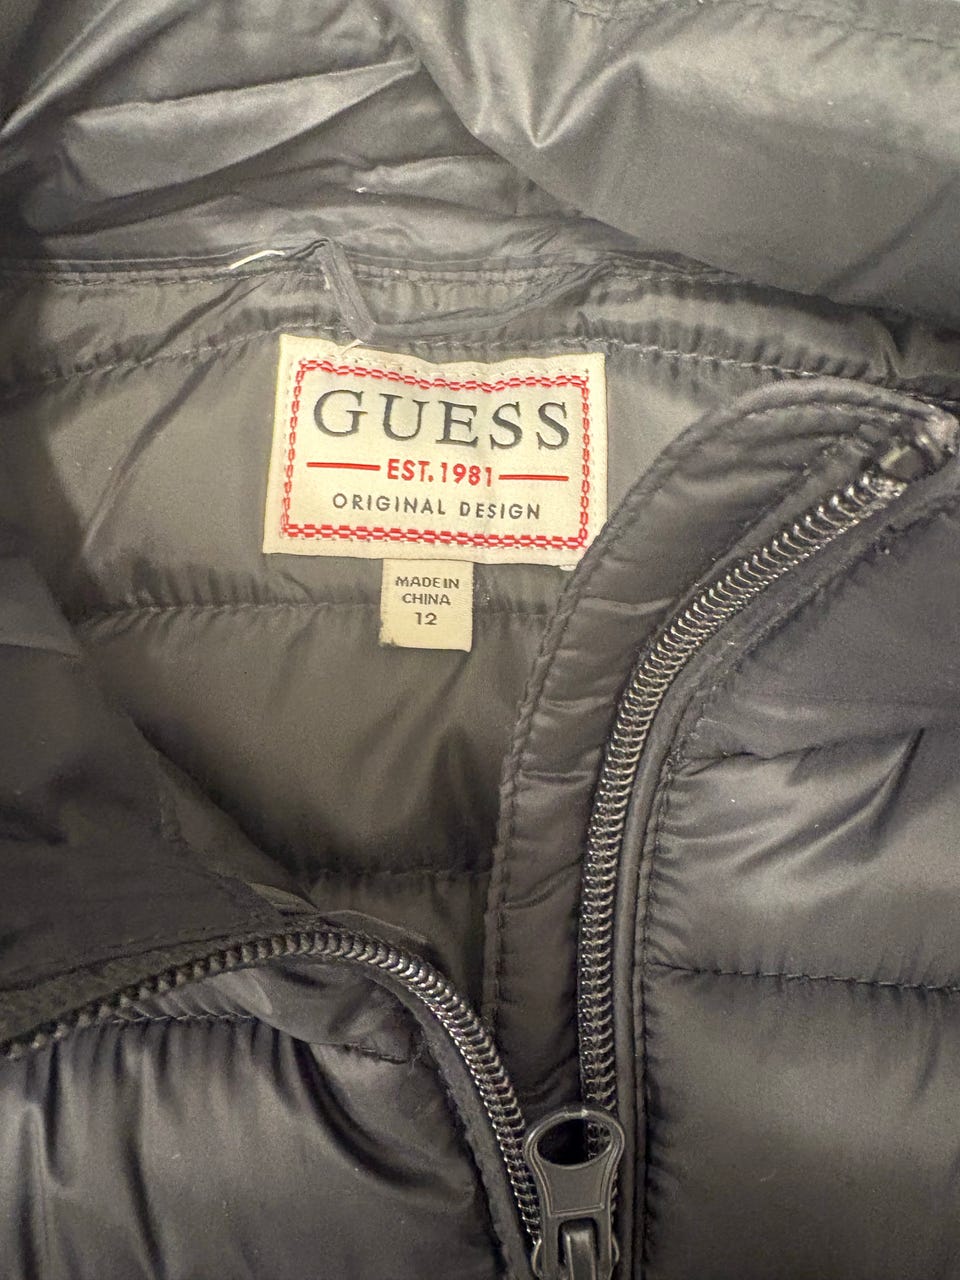 GUESS
EST.1981
ORIGINAL DESIGN
MADE IN
CHINA
12